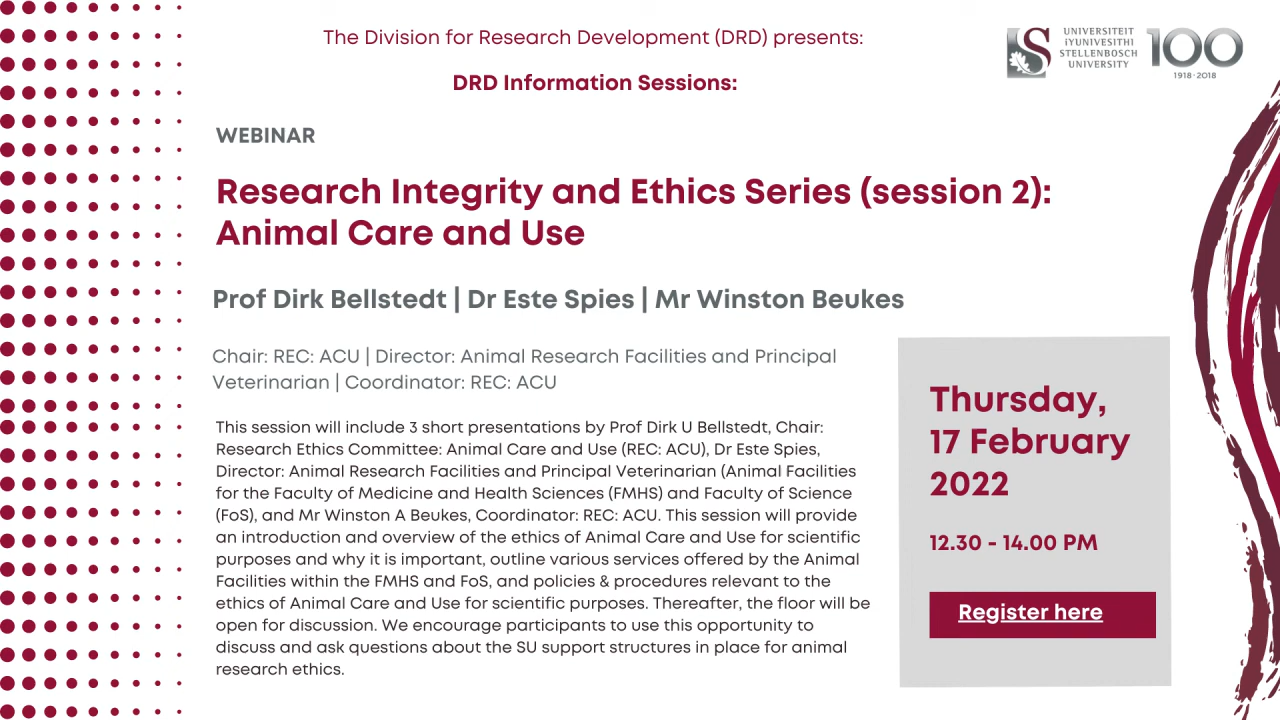 The Division for Research Development (DRD) presents:
DRD Information Sessions:
UNIVERSITEIT
IYUNIVESITHI
STELLENBOSCH
UNIVERSITY
100
1918 · 2018
WEBINAR
Research Integrity and Ethics Series (session 2):
Animal Care and Use
Prof Dirk Bellstedt | Dr Este Spies | Mr Winston Beukes
Chair: REC: ACU | Director: Animal Research Facilities and Principal
Veterinarian | Coordinator: REC: ACU
This session will include 3 short presentations by Prof Dirk U Bellstedt, Chair:
Research Ethics Committee: Animal Care and Use (REC: ACU), Dr Este Spies,
Director: Animal Research Facilities and Principal Veterinarian (Animal Facilities
for the Faculty of Medicine and Health Sciences (FMHS) and Faculty of Science
(FoS), and Mr Winston A Beukes, Coordinator: REC: ACU. This session will provide
an introduction and overview of the ethics of Animal Care and Use for scientific
purposes and why it is important, outline various services offered by the Animal
Facilities within the FMHS and FoS, and policies & procedures relevant to the
ethics of Animal Care and Use for scientific purposes. Thereafter, the floor will be
open for discussion. We encourage participants to use this opportunity to
discuss and ask questions about the SU support structures in place for animal
research ethics.
Thursday,
17 February
2022
12.30 - 14.00 PM
Register here